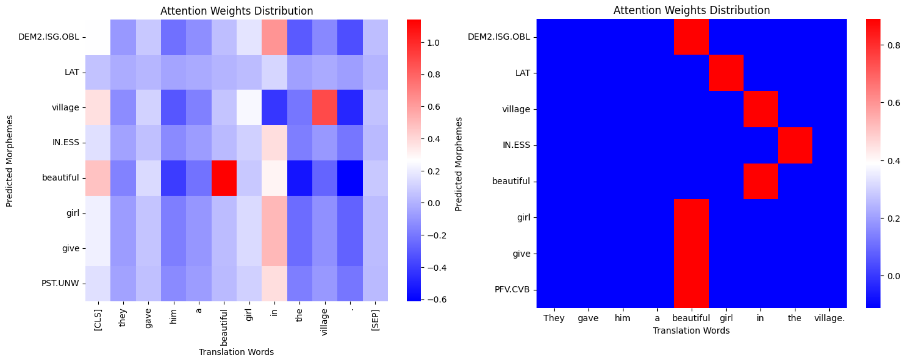 Attention Weights Distribution
DEM2.ISG.OBL
LAT
village
IN.ESS
beautiful
girl
give
PST.UNW
Predicted Morphemes
[CLS] they gave him a beautiful girl in the village . [SEP]
Translation Words
1.0
0.8
0.6
0.4
0.2
0.0
−0.2
−0.4
−0.6
Attention Weights Distribution
DEM2.ISG.OBL
LAT
village
IN.ESS
beautiful
girl
give
PFV.CVB
Predicted Morphemes
They gave him a beautiful girl in the village.
Translation Words
0.8
0.6
0.4
0.2
0.0